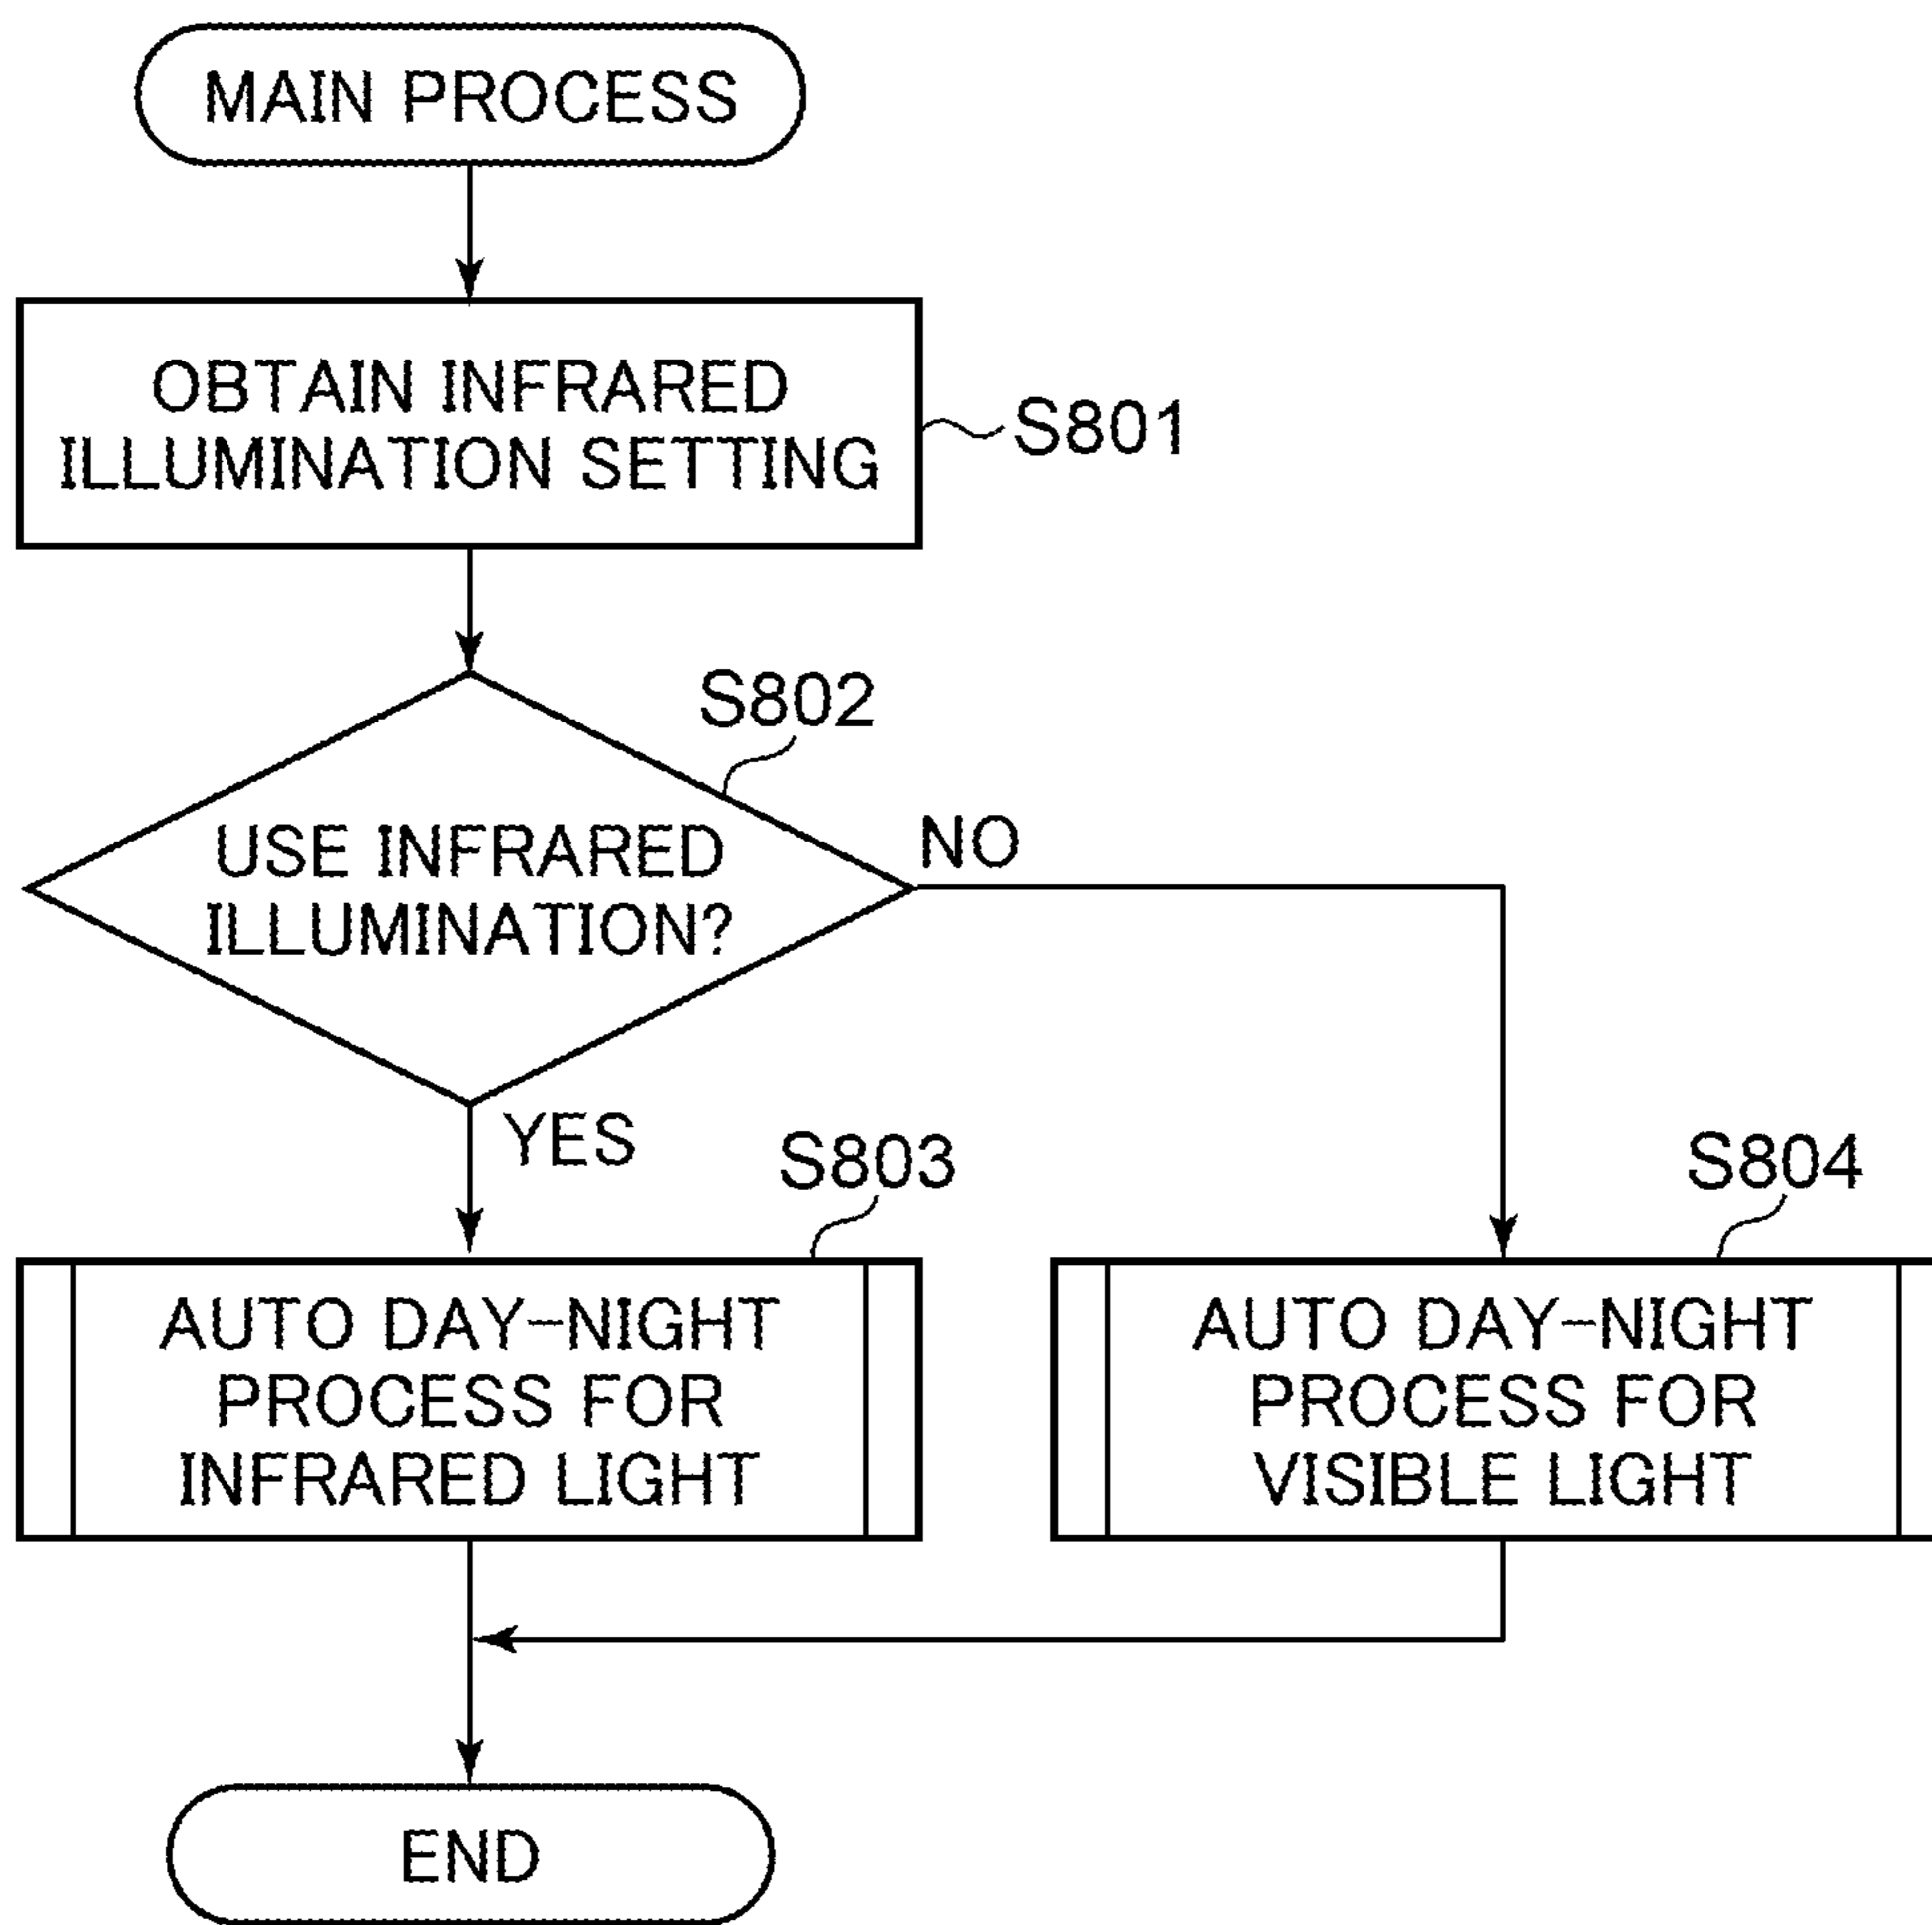 MAIN PROCESS
OBTAIN INFRARED
ILLUMINATION SETTING
S801
S802
USE INFRARED
ILLUMINATION?
NO
YES
S803
AUTO DAY-NIGHT
PROCESS FOR
INFRARED LIGHT
S804
AUTO DAY-NIGHT
PROCESS FOR
VISIBLE LIGHT
END